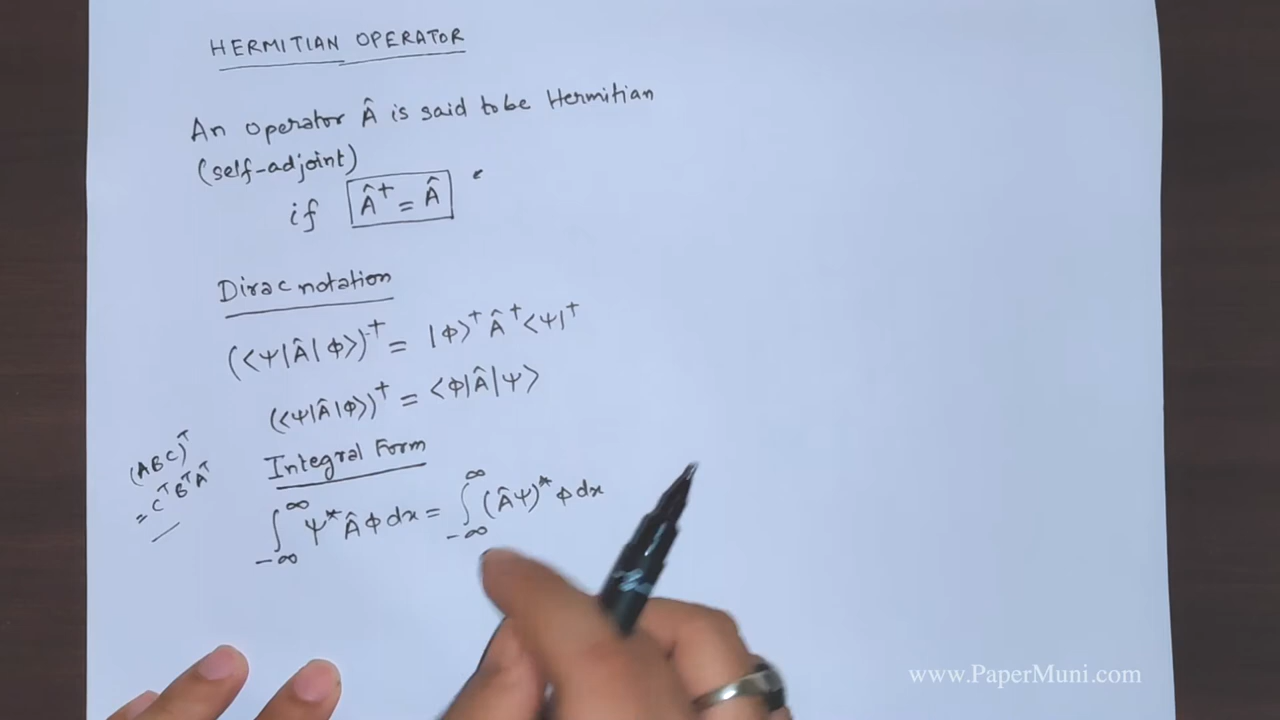 HERMITIAN OPERATOR
An operator Â is said to be Hermitian
(self-adjoint)
if Â† = Â
Dirac notation
(⟨ψ|Â|φ⟩)† = |φ⟩† Â† ⟨ψ|†
(⟨ψ|Â|φ⟩)† = ⟨φ|Â|ψ⟩
(ABC)ᵀ
= CᵀBᵀAᵀ
Integral Form
∫_{-∞}^{∞} ψ* Â φ dx = ∫_{-∞}^{∞} (Âψ)* φ dx
www.PaperMuni.com